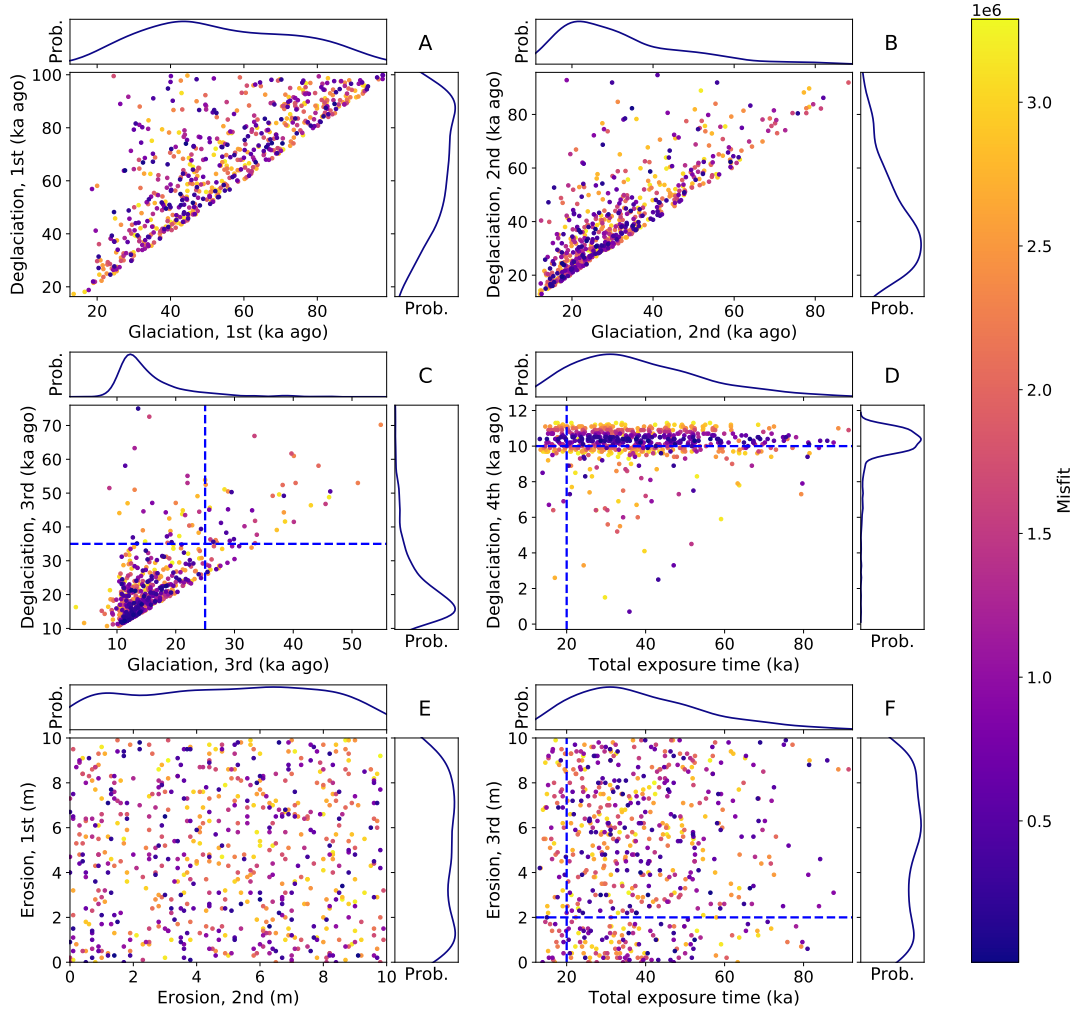 Prob.
A
Deglaciation, 1st (ka ago)
100
80
60
40
20
20 40 60 80
Glaciation, 1st (ka ago)
Prob.
Prob.
B
Deglaciation, 2nd (ka ago)
80
60
40
20
20 40 60 80
Glaciation, 2nd (ka ago)
Prob.
Prob.
C
Deglaciation, 3rd (ka ago)
70
60
50
40
30
20
10
10 20 30 40 50
Glaciation, 3rd (ka ago)
Prob.
Prob.
D
Deglaciation, 4th (ka ago)
12
10
8
6
4
2
0
20 40 60 80
Total exposure time (ka)
Prob.
Prob.
E
Erosion, 1st (m)
10
8
6
4
2
0
0 2 4 6 8 10
Erosion, 2nd (m)
Prob.
Prob.
F
Erosion, 3rd (m)
10
8
6
4
2
0
20 40 60 80
Total exposure time (ka)
Prob.
1e6
3.0
2.5
2.0
1.5
1.0
0.5
Misfit